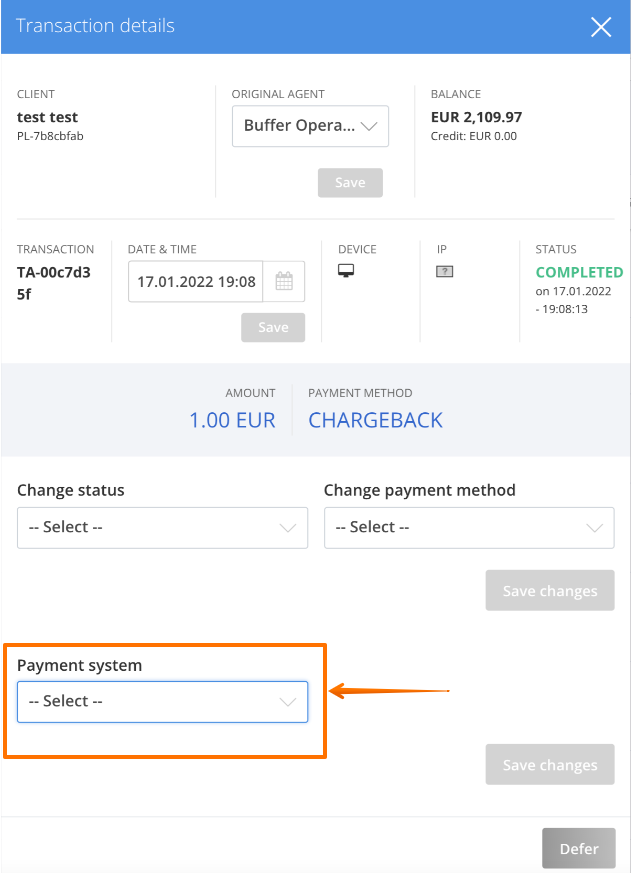 Transaction details
CLIENT
test test
PL-7b8cbfab
ORIGINAL AGENT
Buffer Opera...
Save
BALANCE
EUR 2,109.97
Credit: EUR 0.00
TRANSACTION
TA-00c7d3
5f
DATE & TIME
17.01.2022 19:08
Save
DEVICE
IP
?
STATUS
COMPLETED
on 17.01.2022
- 19:08:13
AMOUNT
1.00 EUR
PAYMENT METHOD
CHARGEBACK
Change status
-- Select --
Change payment method
-- Select --
Save changes
Payment system
-- Select --
Save changes
Defer